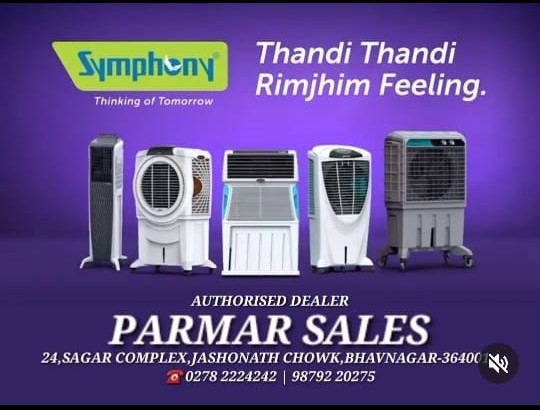 Symphony®
Thinking of Tomorrow
Thandi Thandi
Rimjhim Feeling.
AUTHORISED DEALER
PARMAR SALES
24,SAGAR COMPLEX,JASHONATH CHOWK,BHAVNAGAR-364001
☎ 0278 2224242 | 98792 20275